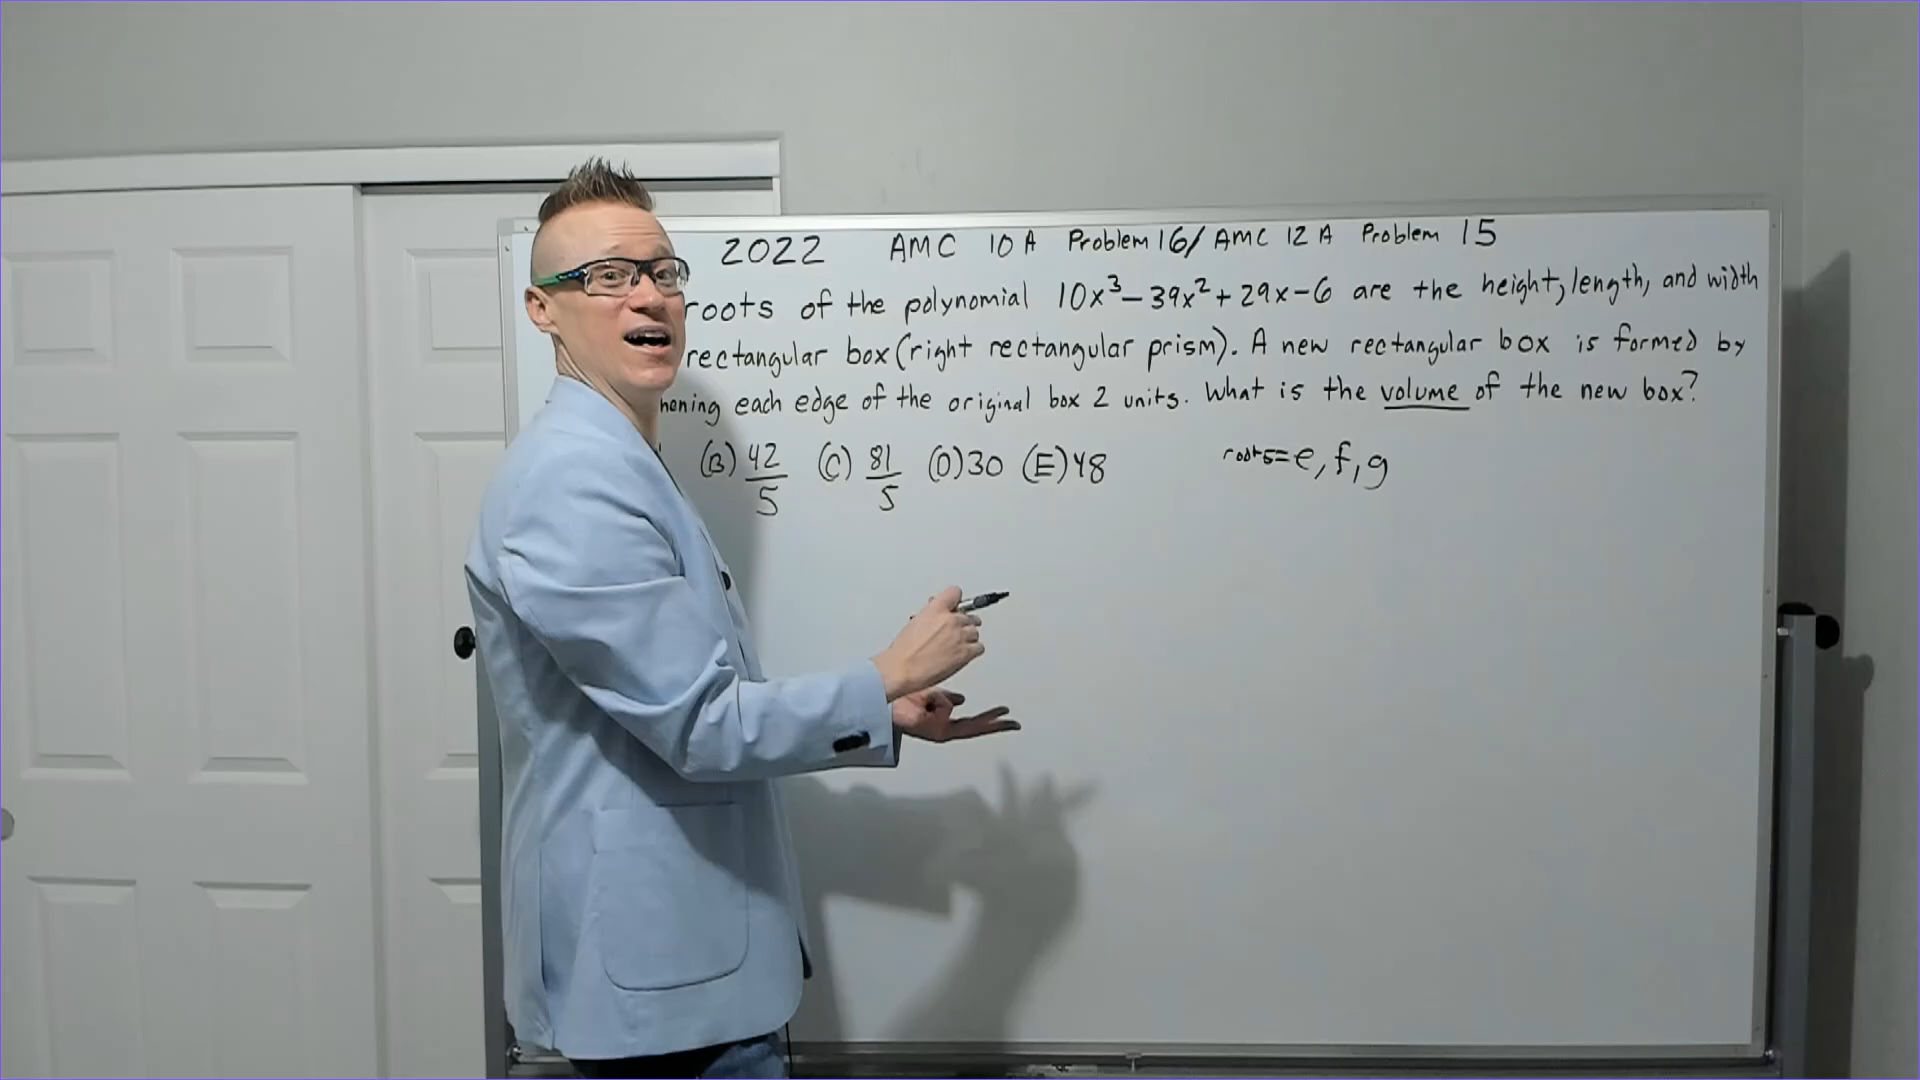 2022 AMC 10A Problem 16/AMC 12A Problem 15
roots of the polynomial 10x³-39x²+29x-6 are the height, length, and width
rectangular box (right rectangular prism). A new rectangular box is formed by
hening each edge of the original box 2 units. What is the volume of the new box?
(B) 42/5 (C) 81/5 (D) 30 (E) 48 roots=e, f, g